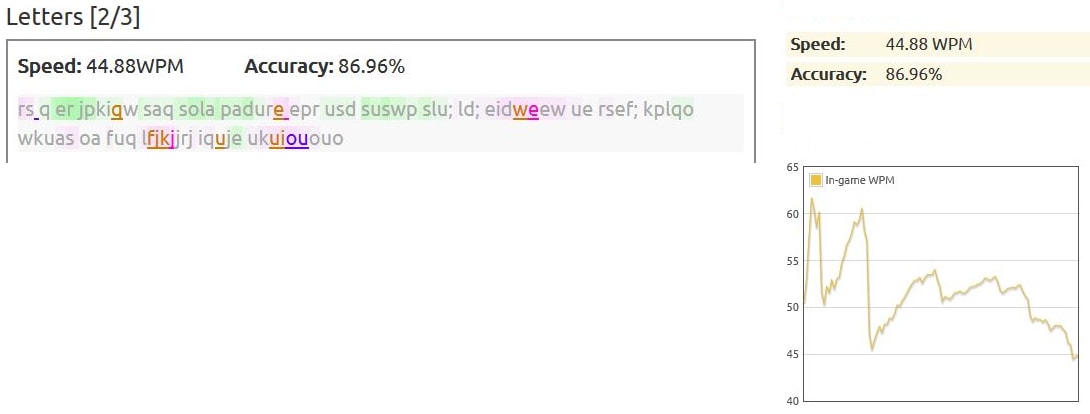 Letters [2/3]
Speed: 44.88WPM Accuracy: 86.96%
rs q er jpkigw saq sola padure epr usd suswp slu; ld; eidweew ue rsef; kplqo
wkuas oa fuq lfjkjjrj iquje ukuiououo
Speed: 44.88 WPM
Accuracy: 86.96%
In-game WPM
65
60
55
50
45
40